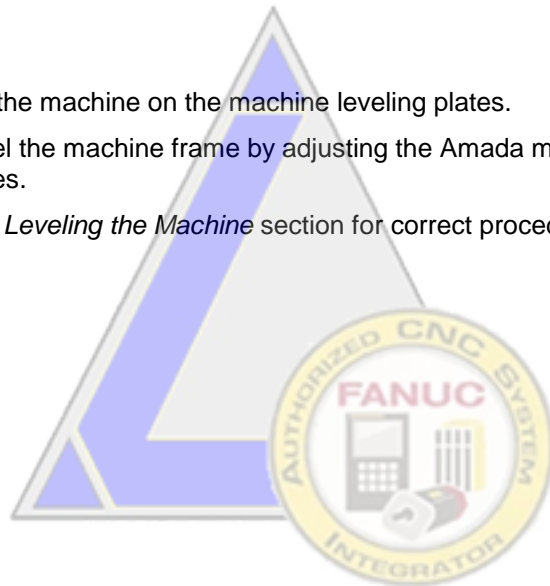 the machine on the machine leveling plates.
el the machine frame by adjusting the Amada m
es.
Leveling the Machine section for correct proced
AUTHORIZED CNC SYSTEM
FANUC
INTEGRATOR